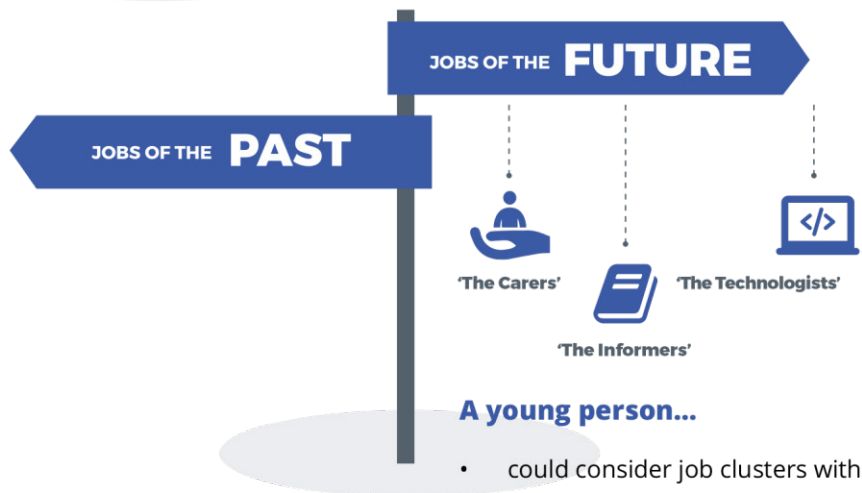 JOBS OF THE FUTURE
JOBS OF THE PAST
</>
‘The Carers’
‘The Technologists’
‘The Informers’
A young person...
• could consider job clusters with